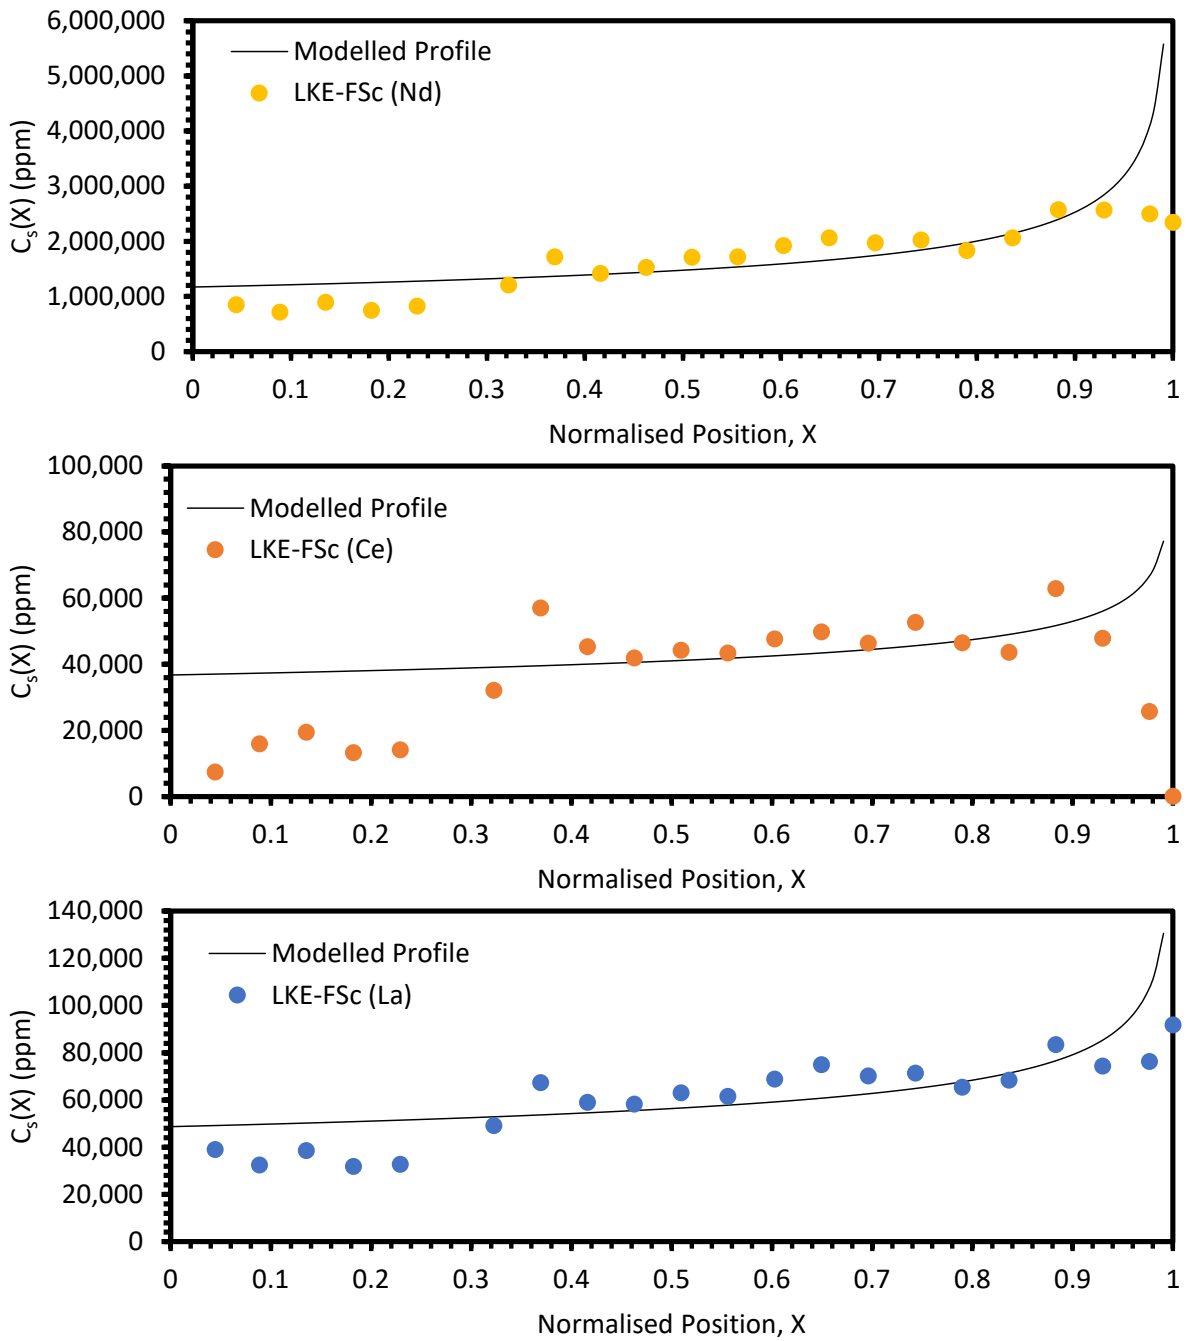 6,000,000
5,000,000
4,000,000
3,000,000
2,000,000
1,000,000
0
C_s(X) (ppm)
Modelled Profile
LKE-FSc (Nd)
0 0.1 0.2 0.3 0.4 0.5 0.6 0.7 0.8 0.9 1
Normalised Position, X
100,000
80,000
60,000
40,000
20,000
0
C_s(X) (ppm)
Modelled Profile
LKE-FSc (Ce)
0 0.1 0.2 0.3 0.4 0.5 0.6 0.7 0.8 0.9 1
Normalised Position, X
140,000
120,000
100,000
80,000
60,000
40,000
20,000
0
C_s(X) (ppm)
Modelled Profile
LKE-FSc (La)
0 0.1 0.2 0.3 0.4 0.5 0.6 0.7 0.8 0.9 1
Normalised Position, X